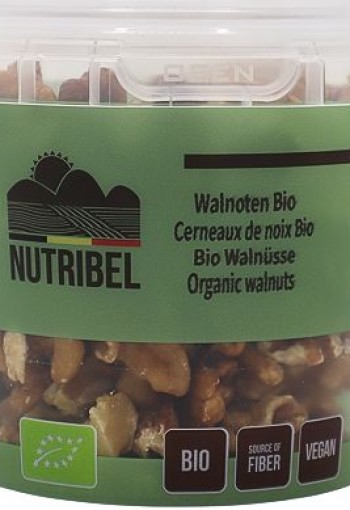 OPEN
Walnoten Bio
Cerneaux de noix Bio
Bio Walnüsse
Organic walnuts
NUTRIBEL
BIO
SOURCE OF
FIBER
VEGAN